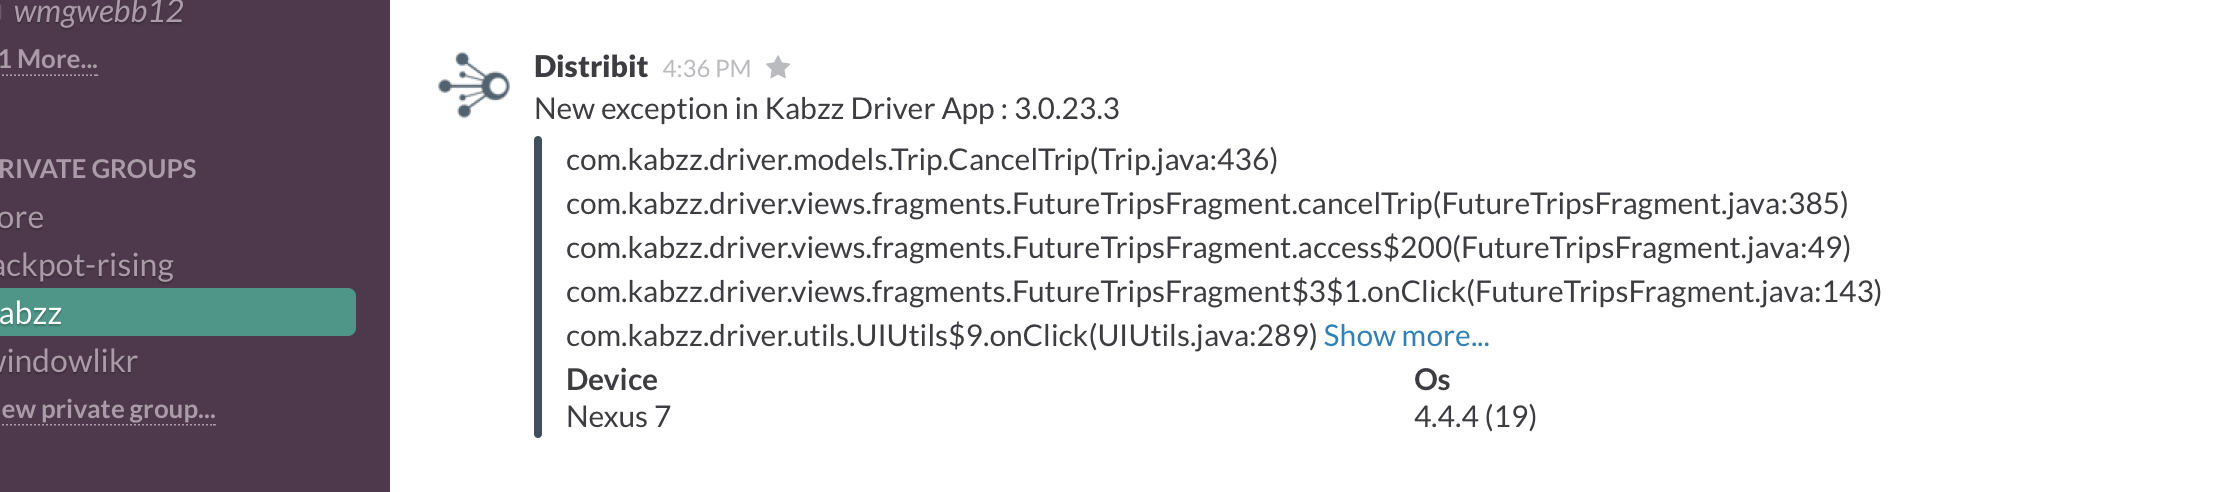 wmgwebb12
1 More...
RIVATE GROUPS
ore
ackpot-rising
abzz
vindowlikr
ew private group...
Distribit 4:36 PM
New exception in Kabzz Driver App : 3.0.23.3
com.kabzz.driver.models.Trip.CancelTrip(Trip.java:436)
com.kabzz.driver.views.fragments.FutureTripsFragment.cancelTrip(FutureTripsFragment.java:385)
com.kabzz.driver.views.fragments.FutureTripsFragment.access$200(FutureTripsFragment.java:49)
com.kabzz.driver.views.fragments.FutureTripsFragment$3$1.onClick(FutureTripsFragment.java:143)
com.kabzz.driver.utils.UIUtils$9.onClick(UIUtils.java:289) Show more...
Device Os
Nexus 7 4.4.4 (19)